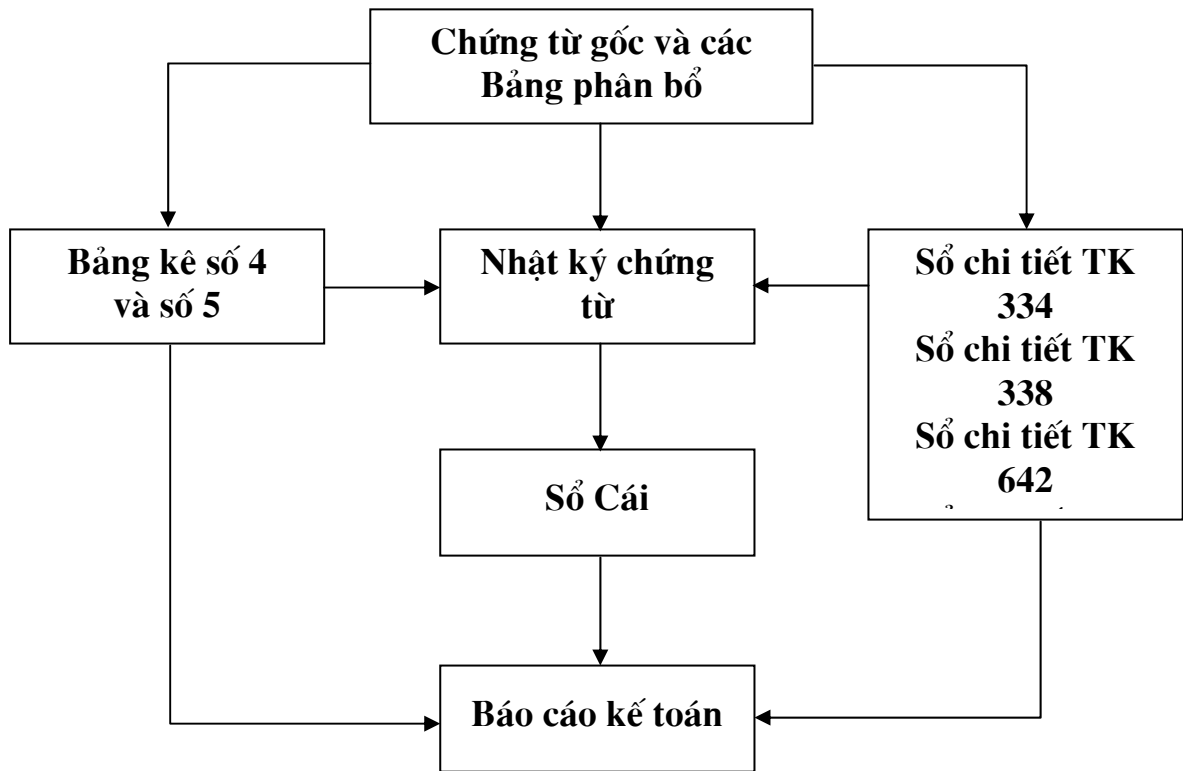 Chứng từ gốc và các
Bảng phân bổ
Bảng kê số 4
và số 5
Nhật ký chứng
từ
Sổ chi tiết TK
334
Sổ chi tiết TK
338
Sổ chi tiết TK
642
Sổ Cái
Báo cáo kế toán